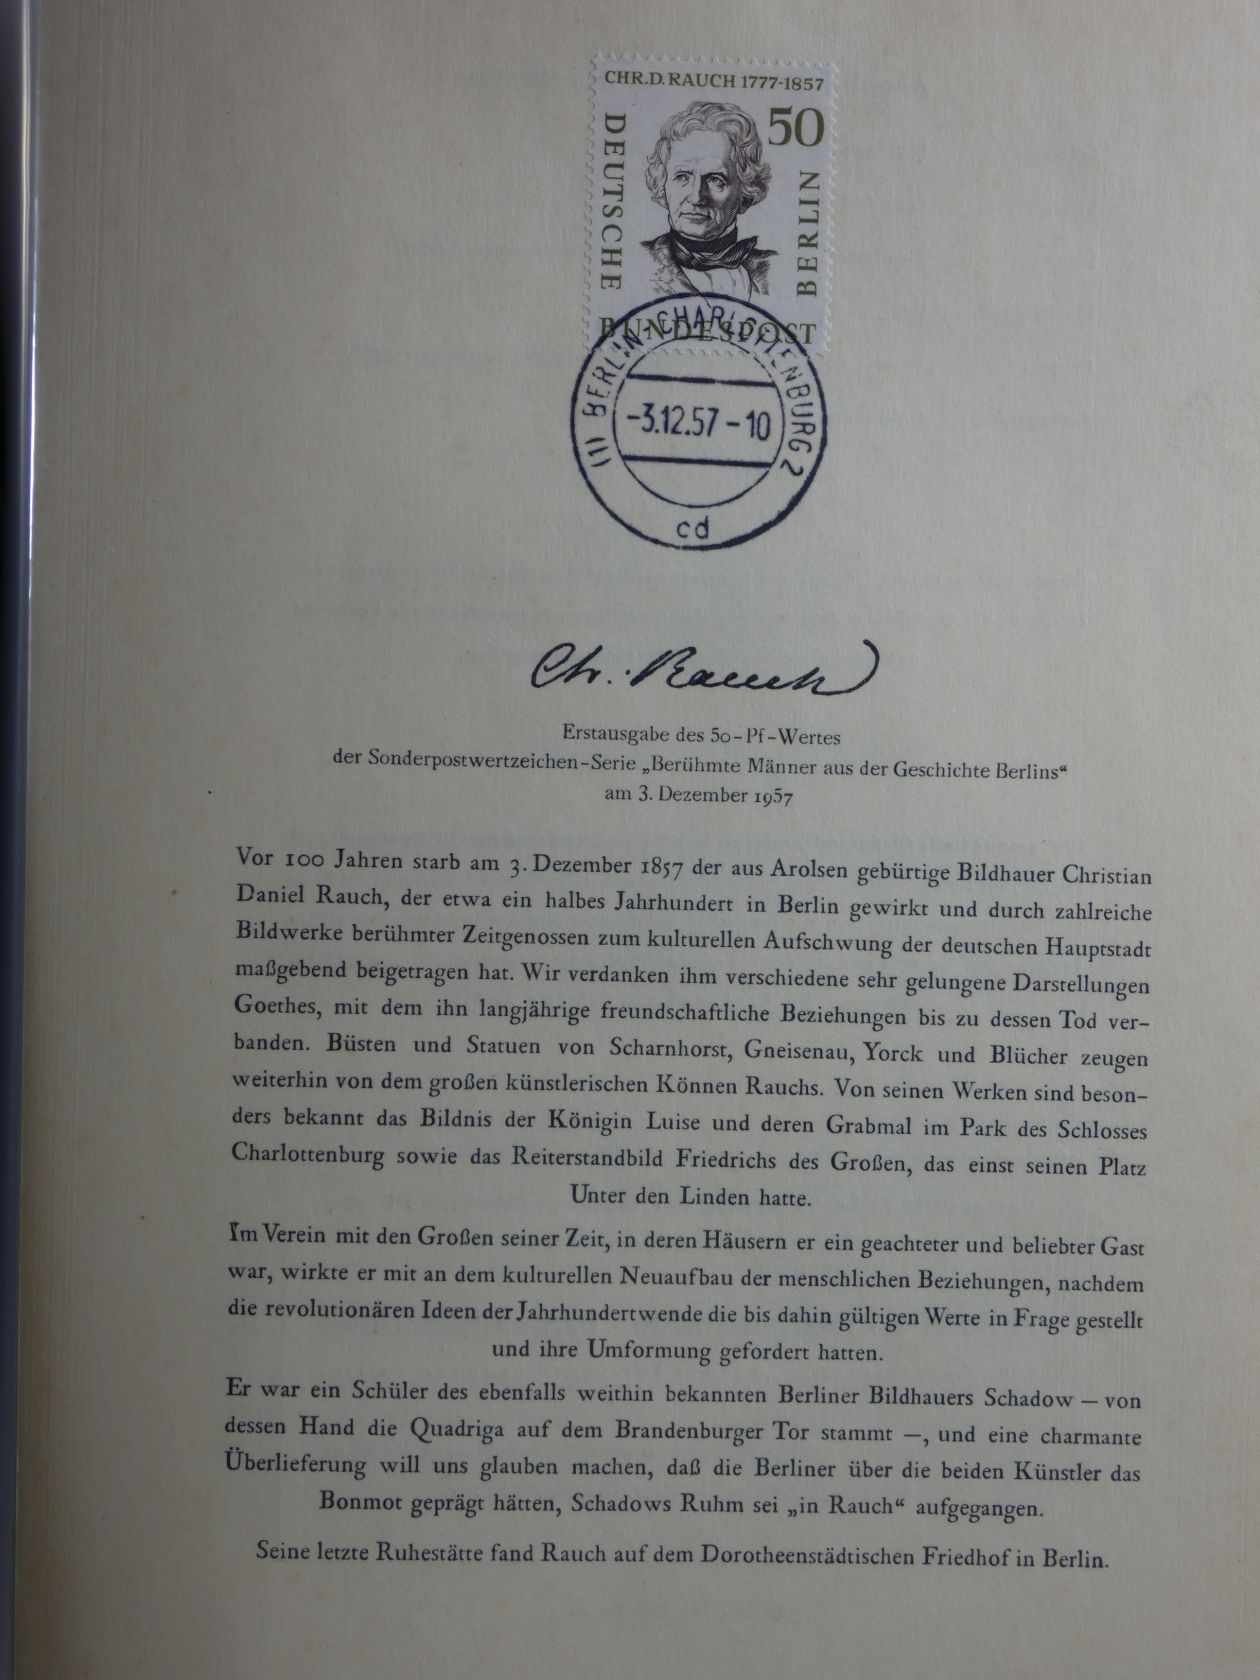 CHR. D. RAUCH 1777-1857
50
DEUTSCHE
BERLIN
BUNDESPOST
(1) BERLIN-CHARLOTTENBURG 2
-3.12.57-10
cd
Ch. Rauch
Erstausgabe des 50-Pf-Wertes
der Sonderpostwertzeichen-Serie „Berühmte Männer aus der Geschichte Berlins“
am 3. Dezember 1957
Vor 100 Jahren starb am 3. Dezember 1857 der aus Arolsen gebürtige Bildhauer Christian
Daniel Rauch, der etwa ein halbes Jahrhundert in Berlin gewirkt und durch zahlreiche
Bildwerke berühmter Zeitgenossen zum kulturellen Aufschwung der deutschen Hauptstadt
maßgebend beigetragen hat. Wir verdanken ihm verschiedene sehr gelungene Darstellungen
Goethes, mit dem ihn langjährige freundschaftliche Beziehungen bis zu dessen Tod ver-
banden. Büsten und Statuen von Scharnhorst, Gneisenau, Yorck und Blücher zeugen
weiterhin von dem großen künstlerischen Können Rauchs. Von seinen Werken sind beson-
ders bekannt das Bildnis der Königin Luise und deren Grabmal im Park des Schlosses
Charlottenburg sowie das Reiterstandbild Friedrichs des Großen, das einst seinen Platz
Unter den Linden hatte.
Im Verein mit den Großen seiner Zeit, in deren Häusern er ein geachteter und beliebter Gast
war, wirkte er mit an dem kulturellen Neuaufbau der menschlichen Beziehungen, nachdem
die revolutionären Ideen der Jahrhundertwende die bis dahin gültigen Werte in Frage gestellt
und ihre Umformung gefordert hatten.
Er war ein Schüler des ebenfalls weithin bekannten Berliner Bildhauers Schadow — von
dessen Hand die Quadriga auf dem Brandenburger Tor stammt —, und eine charmante
Überlieferung will uns glauben machen, daß die Berliner über die beiden Künstler das
Bonmot geprägt hätten, Schadows Ruhm sei „in Rauch“ aufgegangen.
Seine letzte Ruhestätte fand Rauch auf dem Dorotheenstädtischen Friedhof in Berlin.